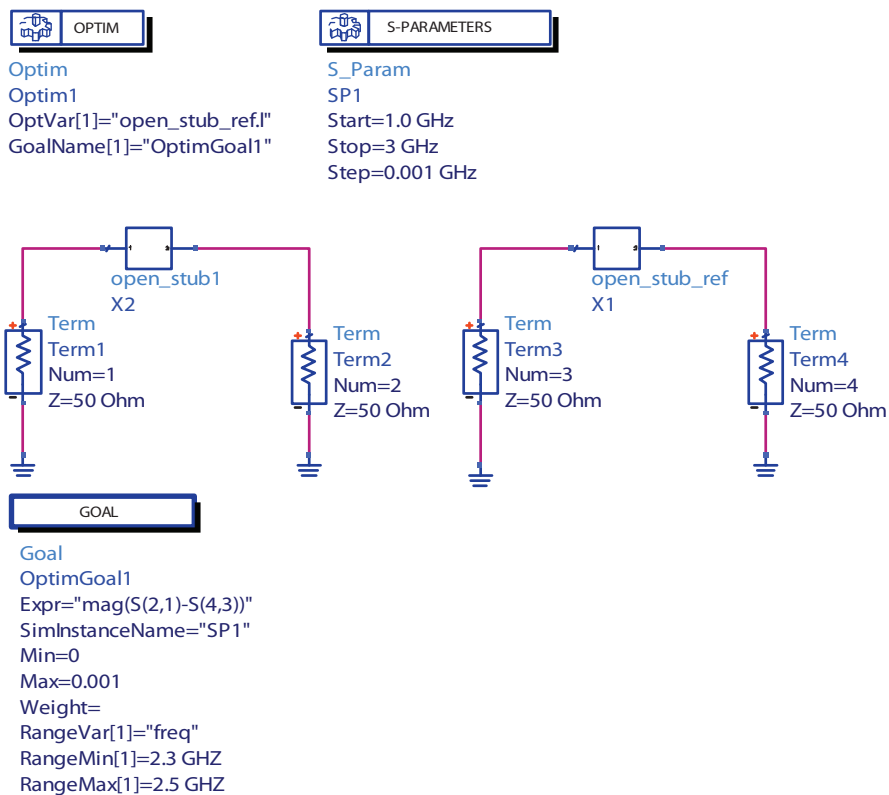 OPTIM
Optim
Optim1
OptVar[1]="open_stub_ref.l"
GoalName[1]="OptimGoal1"
S-PARAMETERS
S_Param
SP1
Start=1.0 GHz
Stop=3 GHz
Step=0.001 GHz
1 2
open_stub1
X2
Term
Term1
Num=1
Z=50 Ohm
Term
Term2
Num=2
Z=50 Ohm
1 2
open_stub_ref
X1
Term
Term3
Num=3
Z=50 Ohm
Term
Term4
Num=4
Z=50 Ohm
GOAL
Goal
OptimGoal1
Expr="mag(S(2,1)-S(4,3))"
SimInstanceName="SP1"
Min=0
Max=0.001
Weight=
RangeVar[1]="freq"
RangeMin[1]=2.3 GHZ
RangeMax[1]=2.5 GHZ